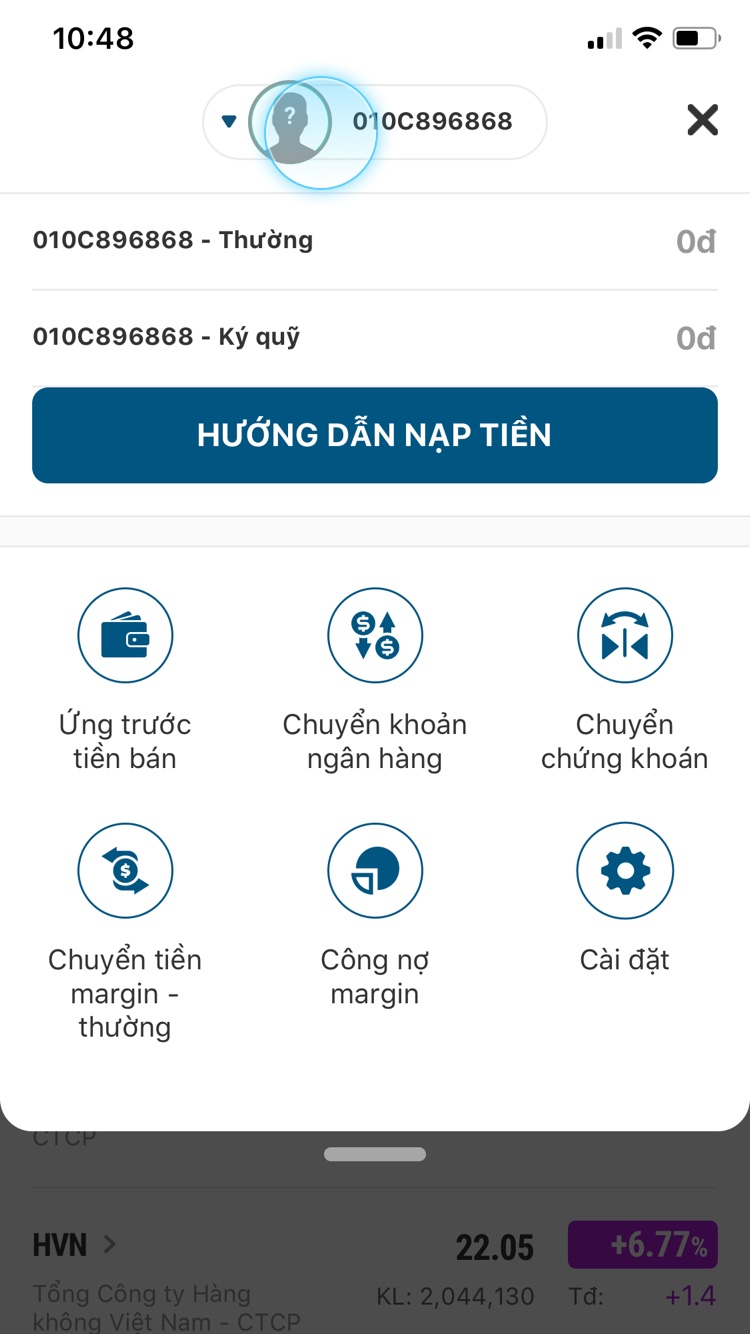 10:48
010C896868
010C896868 - Thường
0đ
010C896868 - Ký quỹ
0đ
HƯỚNG DẪN NẠP TIỀN
Ứng trước
tiền bán
Chuyển khoản
ngân hàng
Chuyển
chứng khoán
Chuyển tiền
margin -
thường
Công nợ
margin
Cài đặt
CTCP
HVN
22.05
+6.77%
Tổng Công ty Hàng
không Việt Nam - CTCP
KL: 2,044,130
Tđ:
+1.4